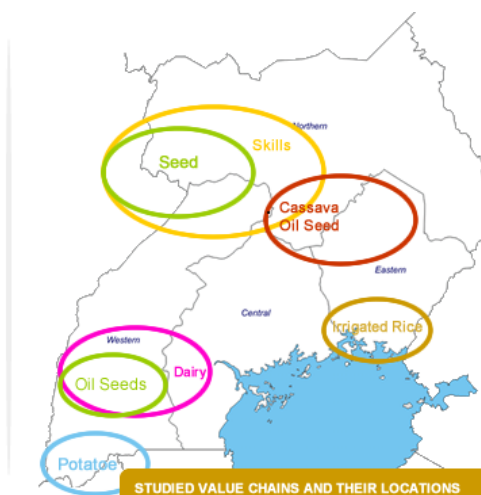 Northern
Skills
Seed
Cassava
Oil Seed
Eastern
Central
Irrigated Rice
Western
Dairy
Oil Seeds
Potatoe
STUDIED VALUE CHAINS AND THEIR LOCATIONS